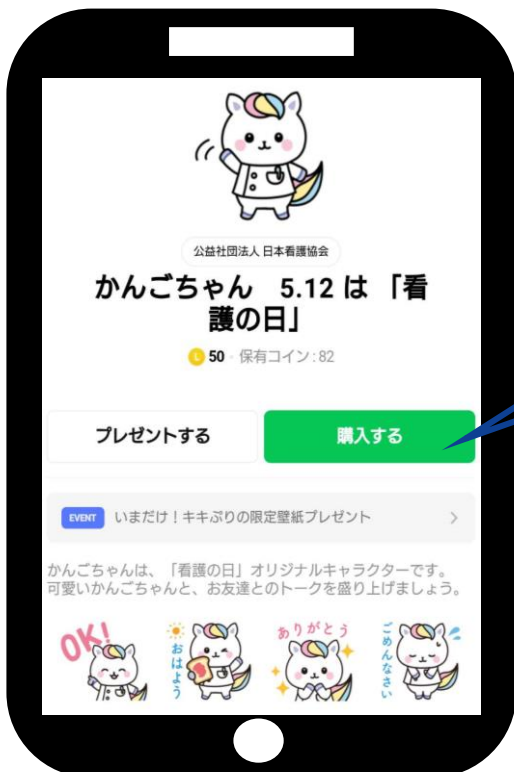 公益社団法人 日本看護協会
かんごちゃん　5.12 は 「看
護の日」
L 50 · 保有コイン : 82
プレゼントする
購入する
EVENT いまだけ！キキぷりの限定壁紙プレゼント >
かんごちゃんは、「看護の日」オリジナルキャラクターです。
可愛いかんごちゃんと、お友達とのトークを盛り上げましょう。
OK!
おはよう
ありがとう
ごめんなさい